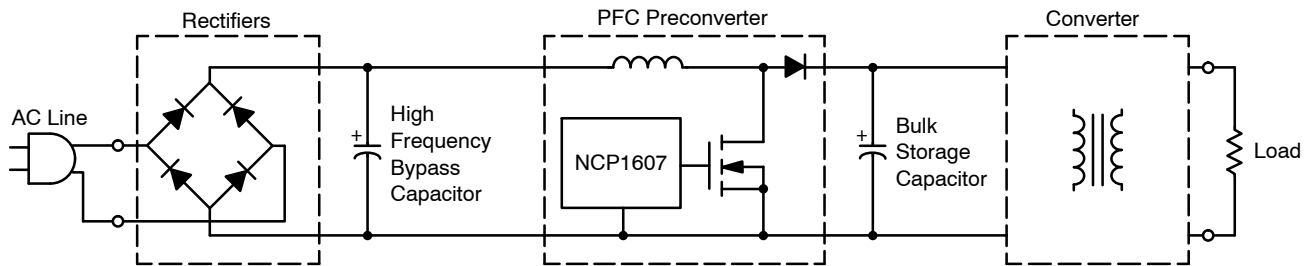 Rectifiers
PFC Preconverter
Converter
AC Line
+
High
Frequency
Bypass
Capacitor
NCP1607
+
Bulk
Storage
Capacitor
Load